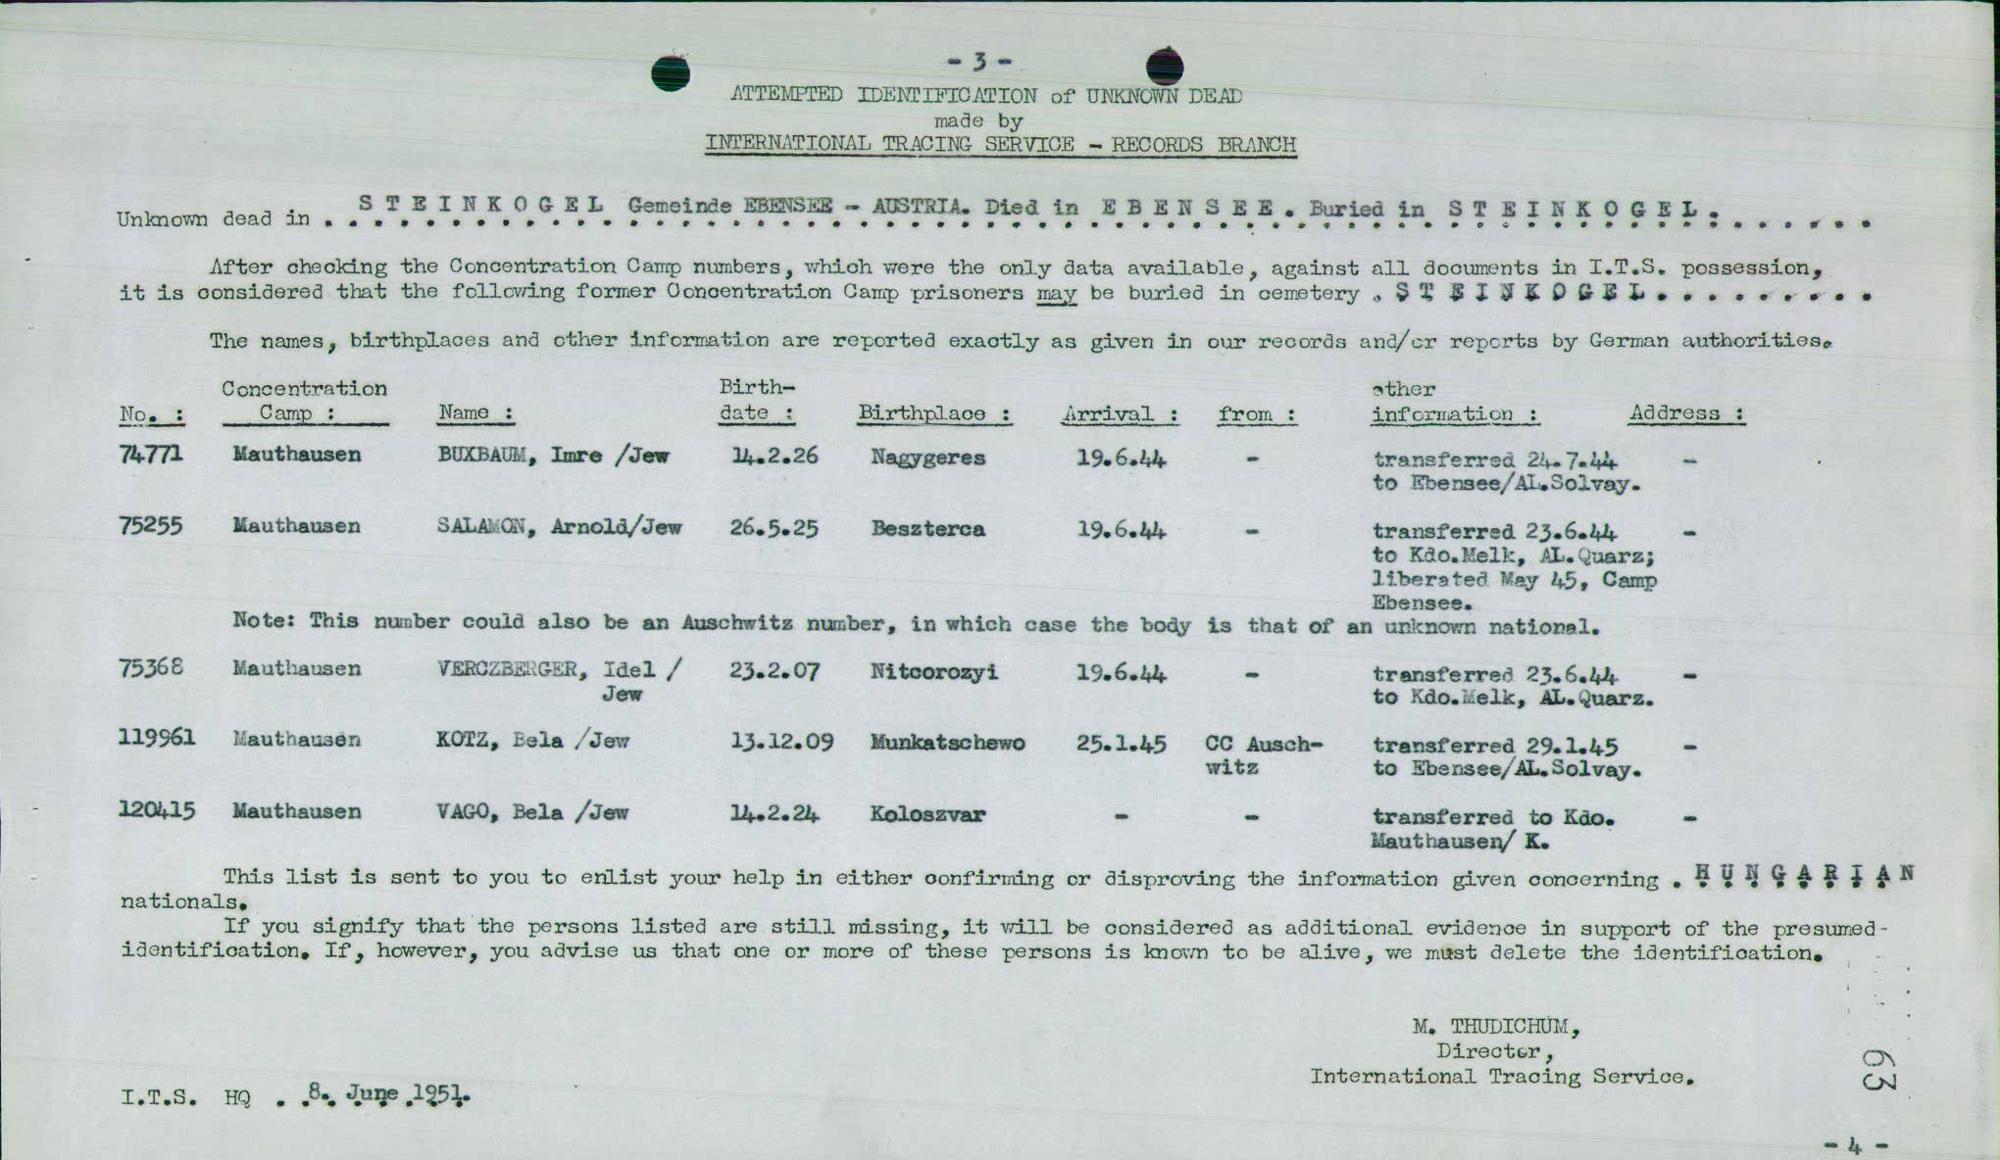 - 3 -
ATTEMPTED IDENTIFICATION of UNKNOWN DEAD
made by
INTERNATIONAL TRACING SERVICE - RECORDS BRANCH
Unknown dead in . STEINKOGEL Gemeinde EBENSEE - AUSTRIA. Died in EBENSEE. Buried in STEINKOGEL.
After checking the Concentration Camp numbers, which were the only data available, against all documents in I.T.S. possession,
it is considered that the following former Concentration Camp prisoners may be buried in cemetery . STEINKOGEL.........
The names, birthplaces and other information are reported exactly as given in our records and/or reports by German authorities.
Concentration Birth- other
No. : Camp : Name : date : Birthplace : Arrival : from : information : Address :
74771 Mauthausen BUXBAUM, Imre /Jew 14.2.26 Nagygeres 19.6.44 - transferred 24.7.44 -
to Ebensee/AL.Solvay.
75255 Mauthausen SALAMON, Arnold/Jew 26.5.25 Beszterca 19.6.44 - transferred 23.6.44 -
to Kdo.Melk, AL.Quarz;
liberated May 45, Camp
Ebensee.
Note: This number could also be an Auschwitz number, in which case the body is that of an unknown national.
75368 Mauthausen VERCZBERGER, Idel / 23.2.07 Nitcorozyi 19.6.44 - transferred 23.6.44 -
Jew to Kdo.Melk, AL.Quarz.
119961 Mauthausen KOTZ, Bela /Jew 13.12.09 Munkatschewo 25.1.45 CC Ausch- transferred 29.1.45 -
witz to Ebensee/AL.Solvay.
120415 Mauthausen VAGO, Bela /Jew 14.2.24 Koloszvar - - transferred to Kdo. -
Mauthausen/ K.
This list is sent to you to enlist your help in either confirming or disproving the information given concerning . HUNGARIAN
nationals.
If you signify that the persons listed are still missing, it will be considered as additional evidence in support of the presumed-
identification. If, however, you advise us that one or more of these persons is known to be alive, we must delete the identification.
M. THUDICHUM,
Director,
International Tracing Service.
63
I.T.S. HQ . .8. June 1951.
- 4 -